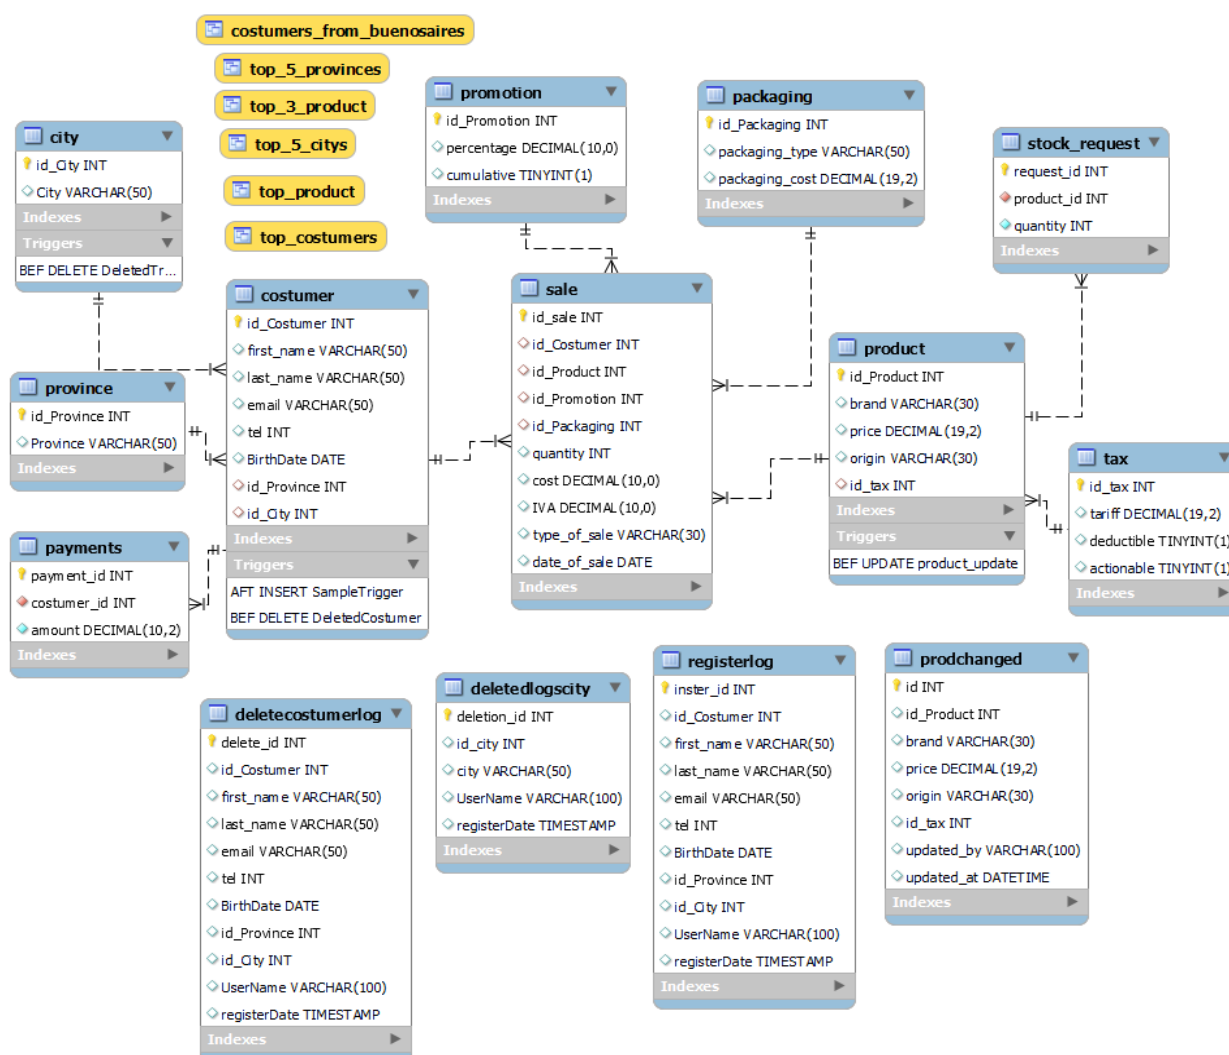 costumers_from_buenosaires
top_5_provinces
top_3_product
top_5_citys
top_product
top_costumers
city
id_City INT
City VARCHAR(50)
Indexes
Triggers
BEF DELETE DeletedTr...
province
id_Province INT
Province VARCHAR(50)
Indexes
payments
payment_id INT
costumer_id INT
amount DECIMAL(10,2)
Indexes
costumer
id_Costumer INT
first_name VARCHAR(50)
last_name VARCHAR(50)
email VARCHAR(50)
tel INT
BirthDate DATE
id_Province INT
id_City INT
Indexes
Triggers
AFT INSERT SampleTrigger
BEF DELETE DeletedCostumer
promotion
id_Promotion INT
percentage DECIMAL(10,0)
cumulative TINYINT(1)
Indexes
packaging
id_Packaging INT
packaging_type VARCHAR(50)
packaging_cost DECIMAL(19,2)
Indexes
stock_request
request_id INT
product_id INT
quantity INT
Indexes
sale
id_sale INT
id_Costumer INT
id_Product INT
id_Promotion INT
id_Packaging INT
quantity INT
cost DECIMAL(10,0)
IVA DECIMAL(10,0)
type_of_sale VARCHAR(30)
date_of_sale DATE
Indexes
product
id_Product INT
brand VARCHAR(30)
price DECIMAL(19,2)
origin VARCHAR(30)
id_tax INT
Indexes
Triggers
BEF UPDATE product_update
tax
id_tax INT
tariff DECIMAL(19,2)
deductible TINYINT(1)
actionable TINYINT(1)
Indexes
deletecostumerlog
delete_id INT
id_Costumer INT
first_name VARCHAR(50)
last_name VARCHAR(50)
email VARCHAR(50)
tel INT
BirthDate DATE
id_Province INT
id_City INT
UserName VARCHAR(100)
registerDate TIMESTAMP
Indexes
deletedlogscity
deletion_id INT
id_city INT
city VARCHAR(50)
UserName VARCHAR(100)
registerDate TIMESTAMP
Indexes
registerlog
inster_id INT
id_Costumer INT
first_name VARCHAR(50)
last_name VARCHAR(50)
email VARCHAR(50)
tel INT
BirthDate DATE
id_Province INT
id_City INT
UserName VARCHAR(100)
registerDate TIMESTAMP
Indexes
prodchanged
id INT
id_Product INT
brand VARCHAR(30)
price DECIMAL(19,2)
origin VARCHAR(30)
id_tax INT
updated_by VARCHAR(100)
updated_at DATETIME
Indexes